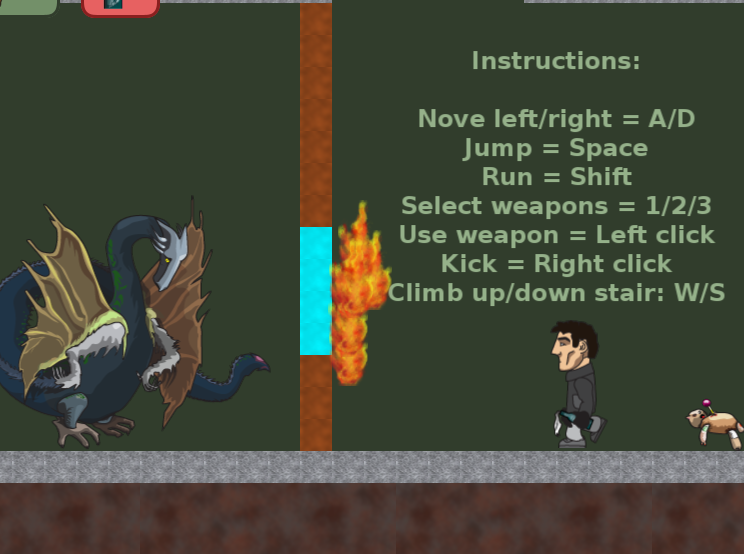 Instructions:
Nove left/right = A/D
Jump = Space
Run = Shift
Select weapons = 1/2/3
Use weapon = Left click
Kick = Right click
Climb up/down stair: W/S